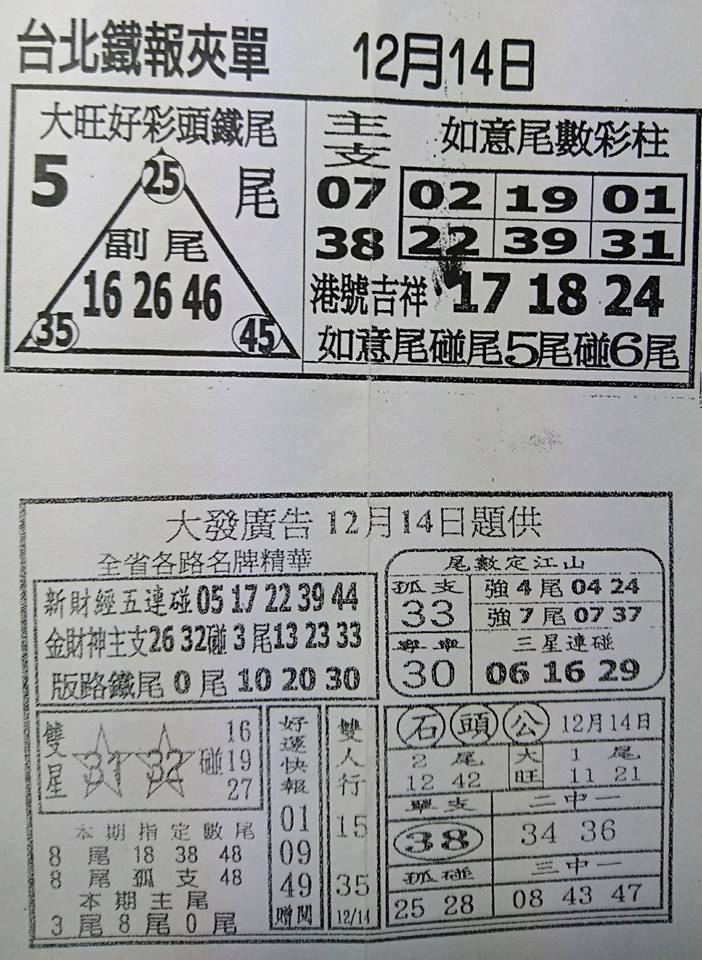 台北鐵報夾單 12月14日
大旺好彩頭鐵尾
5 25 尾
副尾
16 26 46
35 45
主支 如意尾數彩柱
07 02 19 01
38 22 39 31
港號吉祥 17 18 24
如意尾碰尾5尾碰6尾
大發廣告12月14日題供
全省各路名牌精華
新財經五連碰 05 17 22 39 44
金財神主支 26 32碰3尾13 23 33
版路鐵尾 0 尾 10 20 30
尾數定江山
孤支 強4尾 04 24
33 強7尾 07 37
三星連碰
30 06 16 29
雙星 31 32 碰 16 19 27
本期指定數尾
8 尾 18 38 48
8 尾 孤支 48
本期主尾
3尾8尾0尾
好運快報
01
09
49
贈閱
雙人行
15
35
12/14
石頭公 12月14日
2 尾 大旺 1 尾
12 42 11 21
單支 二中一
38 34 36
孤碰 三中一
25 28 08 43 47